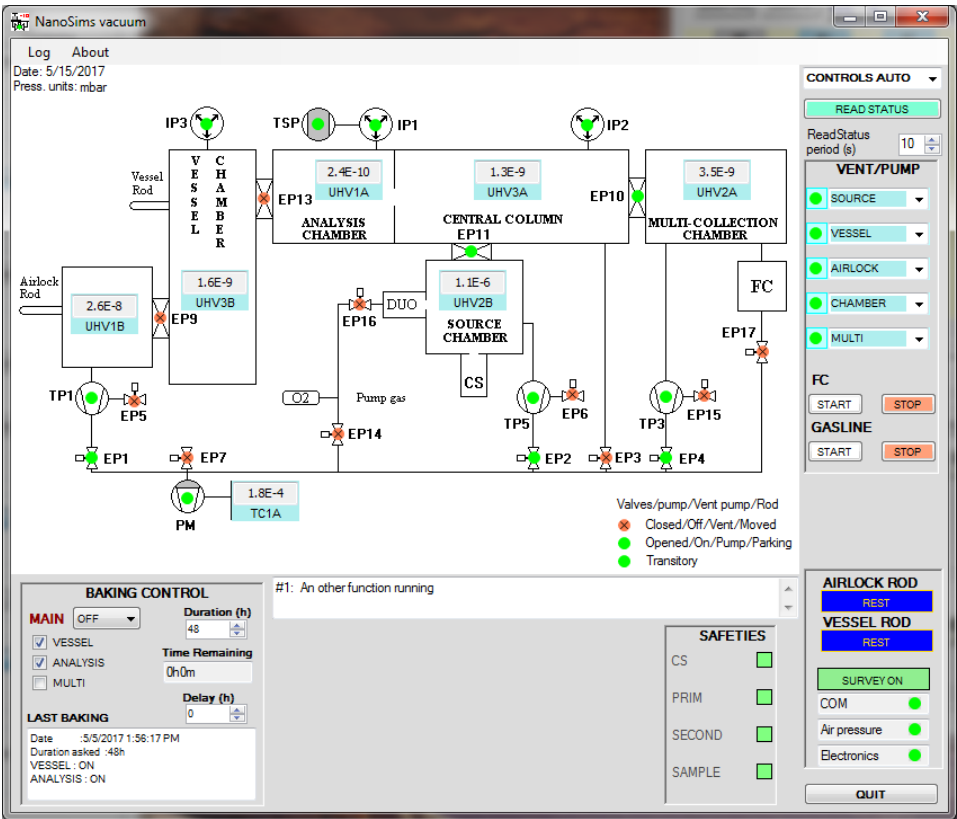 NanoSims vacuum
Log About
Date: 5/15/2017
Press. units: mbar
CONTROLS AUTO
READ STATUS
ReadStatus
period (s)
10
VENT/PUMP
SOURCE
VESSEL
AIRLOCK
CHAMBER
MULTI
FC
START STOP
GASLINE
START STOP
IP3
TSP
IP1
IP2
VESSEL
CHAMBER
Vessel
Rod
EP13
2.4E-10
UHV1A
ANALYSIS
CHAMBER
1.3E-9
UHV3A
CENTRAL COLUMN
EP11
EP10
3.5E-9
UHV2A
MULTI-COLLECTION
CHAMBER
Airlock
Rod
2.6E-8
UHV1B
EP9
1.6E-9
UHV3B
EP16
DUO
1.1E-6
UHV2B
SOURCE
CHAMBER
CS
FC
EP17
TP1
EP5
O2
Pump gas
TP5
EP6
TP3
EP15
EP14
EP1
EP7
EP2
EP3
EP4
PM
1.8E-4
TC1A
Valves/pump/Vent pump/Rod
Closed/Off/Vent/Moved
Opened/On/Pump/Parking
Transitory
BAKING CONTROL
MAIN OFF
Duration (h)
48
VESSEL
ANALYSIS
MULTI
Time Remaining
0h0m
Delay (h)
0
LAST BAKING
Date :5/5/2017 1:56:17 PM
Duration asked :48h
VESSEL : ON
ANALYSIS : ON
#1: An other function running
SAFETIES
CS
PRIM
SECOND
SAMPLE
AIRLOCK ROD
REST
VESSEL ROD
REST
SURVEY ON
COM
Air pressure
Electronics
QUIT